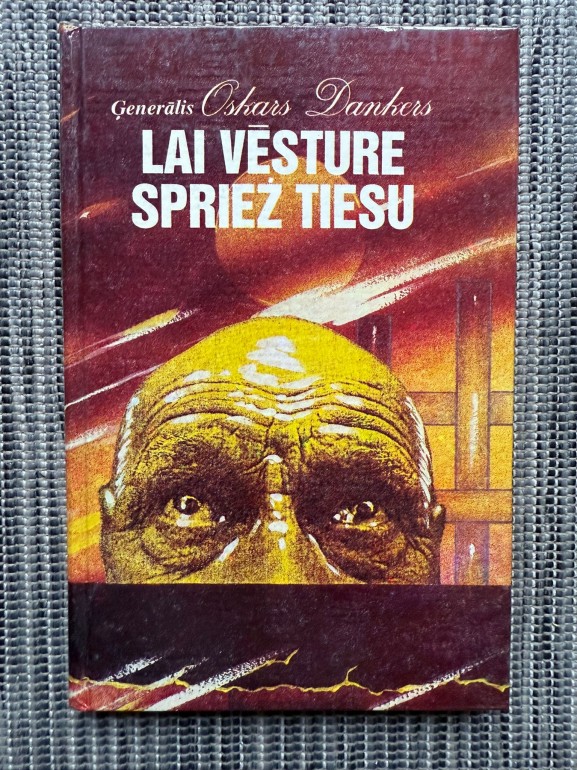 Ģenerālis Oskars Dankers
LAI VĒSTURE
SPRIEŽ TIESU